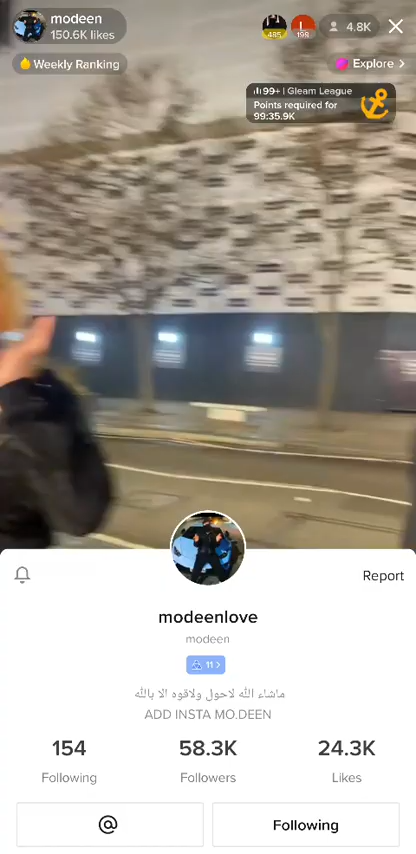 modeen
150.6K likes
485
199
4.8K
Weekly Ranking
Explore >
99+ | Gleam League
Points required for
99:35.9K
Report
modeenlove
modeen
11 >
ماشاء الله لاحول ولاقوه الا بالله
ADD INSTA MO.DEEN
154
58.3K
24.3K
Following
Followers
Likes
@
Following